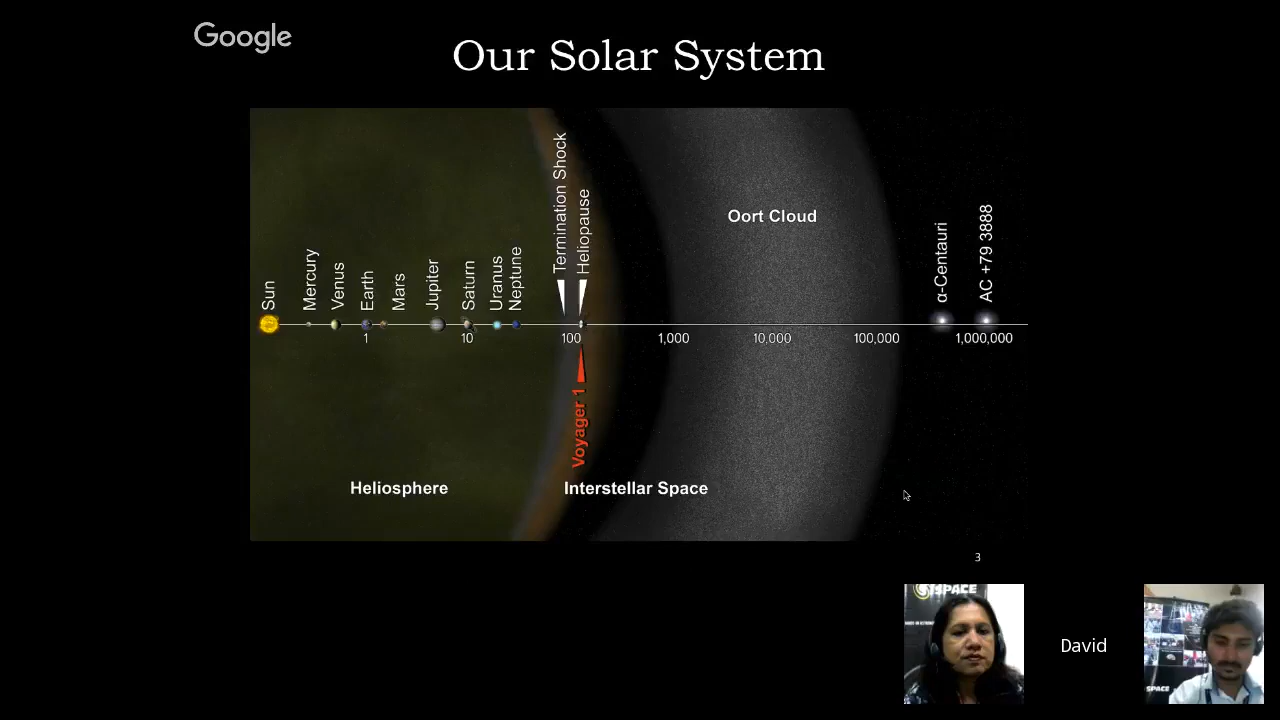 Google
Our Solar System
Termination Shock
Heliopause
Oort Cloud
Sun
Mercury
Venus
Earth
Mars
Jupiter
Saturn
Uranus
Neptune
α-Centauri
AC +79 3888
1
10
100
1,000
10,000
100,000
1,000,000
Voyager 1
Heliosphere
Interstellar Space
3
SPACE
David
SPACE